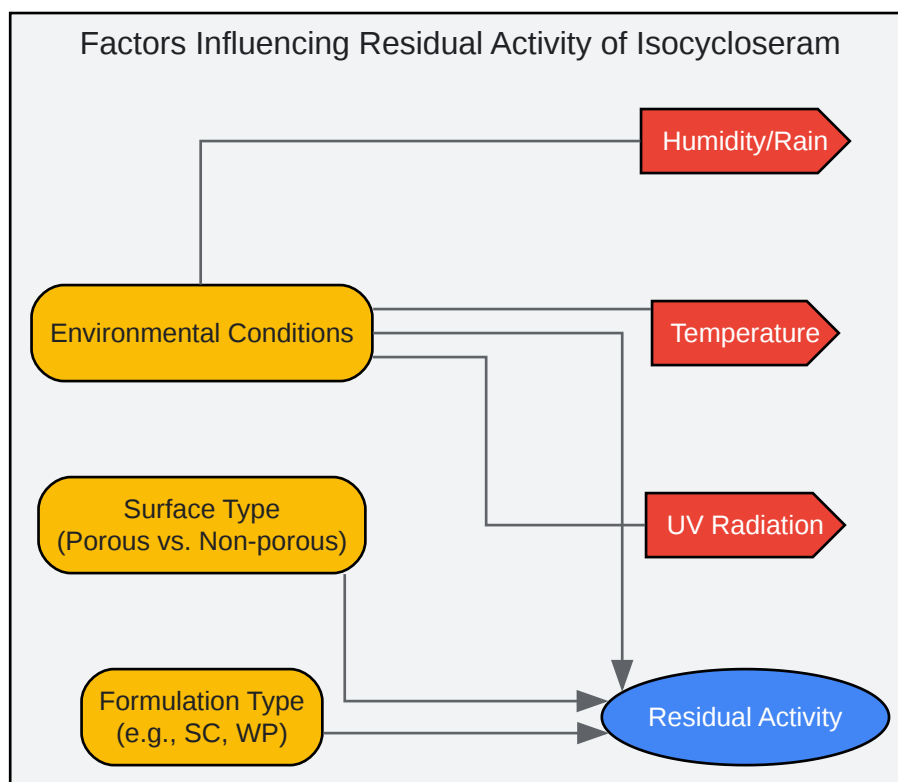 Factors Influencing Residual Activity of Isocycloseram
Humidity/Rain
Environmental Conditions
Temperature
Surface Type
(Porous vs. Non-porous)
UV Radiation
Formulation Type
(e.g., SC, WP)
Residual Activity